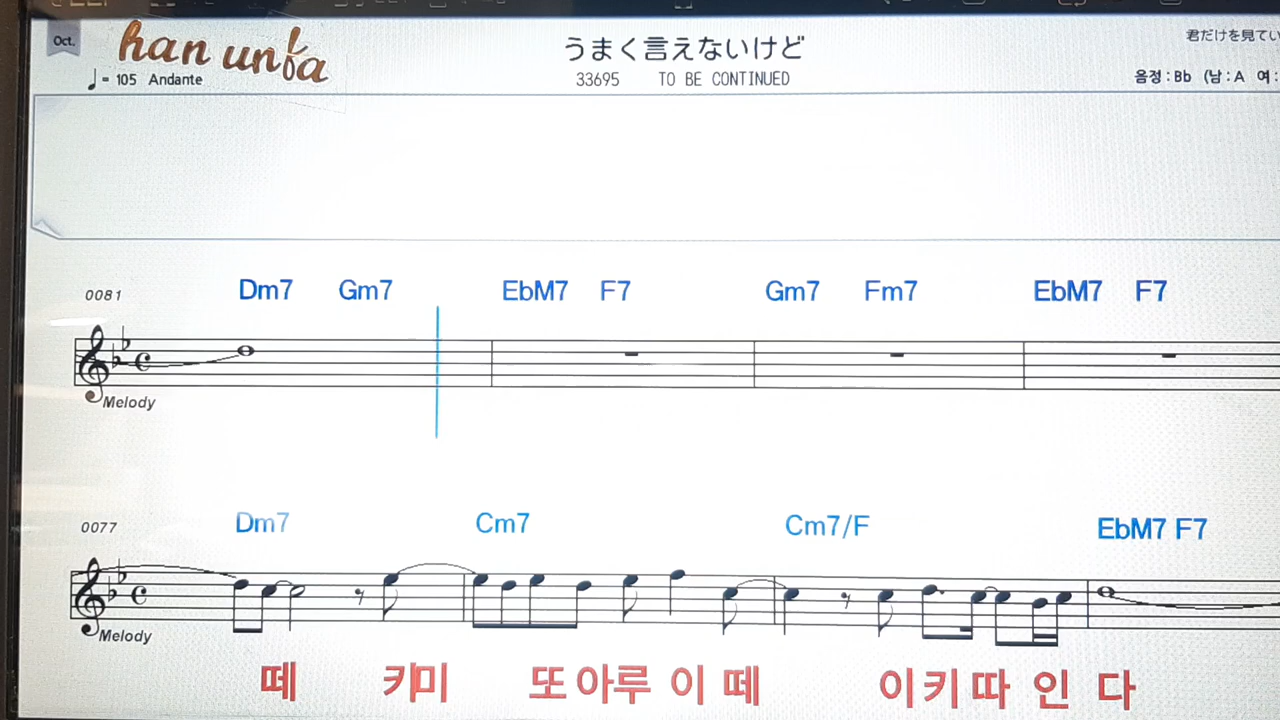 Oct.
han unfa
うまく言えないけど
君だけを見てい
♩= 105 Andante
33695 TO BE CONTINUED
음정:Bb (남:A 여:
0081
Dm7 Gm7 EbM7 F7 Gm7 Fm7 EbM7 F7
Melody
0077
Dm7 Cm7 Cm7/F EbM7 F7
Melody
떼 키미 또아루 이 떼 이키따 인 다